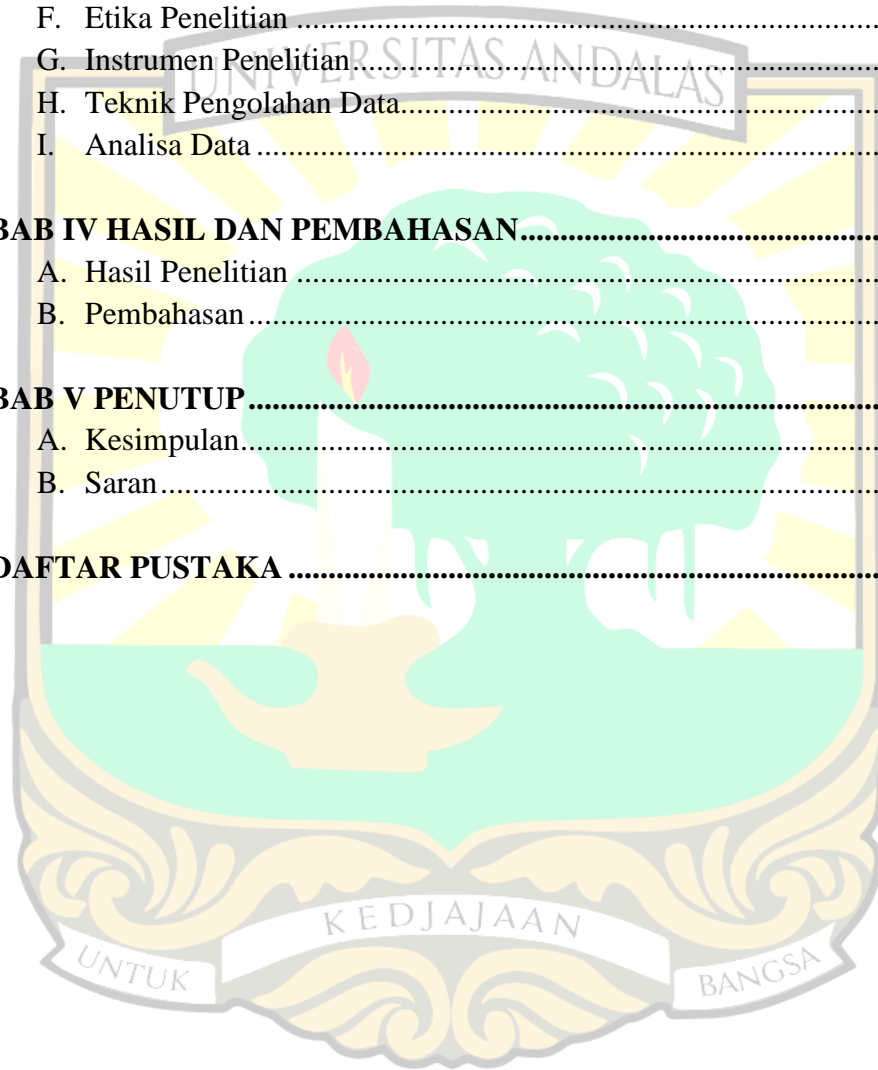 F. Etika Penelitian ........................................................................
UNIVERSITAS ANDALAS
G. Instrumen Penelitian..................................................................
H. Teknik Pengolahan Data............................................................
I. Analisa Data .............................................................................
BAB IV HASIL DAN PEMBAHASAN.............................................
A. Hasil Penelitian ........................................................................
B. Pembahasan ..............................................................................
BAB V PENUTUP ...............................................................................
A. Kesimpulan................................................................................
B. Saran..........................................................................................
DAFTAR PUSTAKA ..........................................................................
UNTUK KEDJAJAAN BANGSA